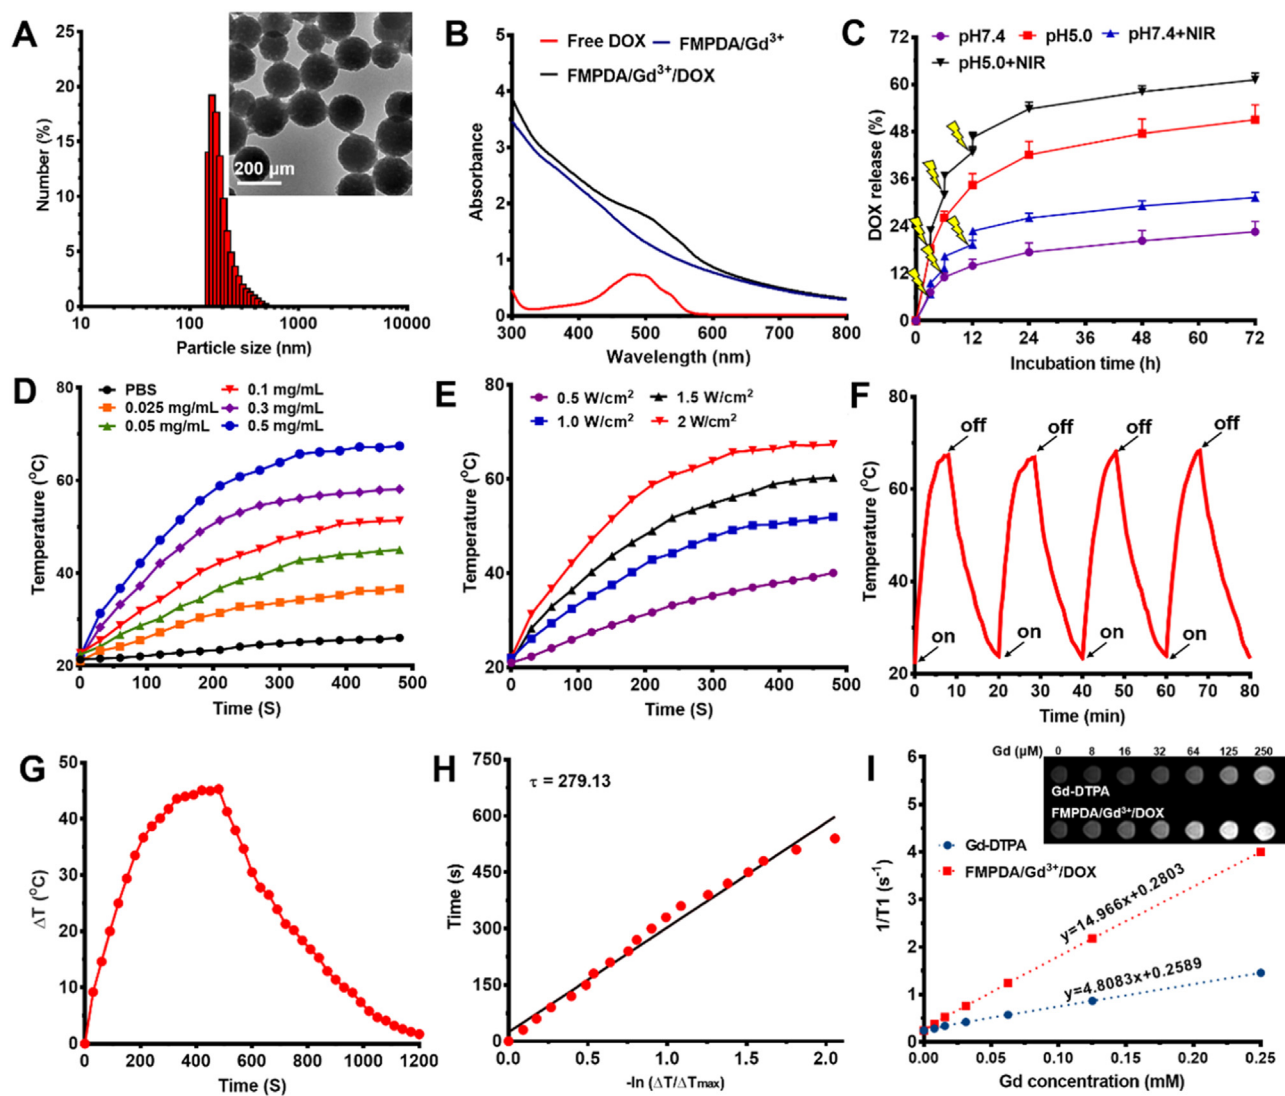 A
Number (%)
25
20
15
10
5
0
10
100
1000
10000
Particle size (nm)
200 μm
B
Absorbance
5
4
3
2
1
0
300
400
500
600
700
800
Wavelength (nm)
Free DOX
FMPDA/Gd³⁺
FMPDA/Gd³⁺/DOX
C
DOX release (%)
72
60
48
36
24
12
0
0
12
24
36
48
60
72
Incubation time (h)
pH7.4
pH5.0
pH7.4+NIR
pH5.0+NIR
D
Temperature (°C)
80
60
40
20
0
100
200
300
400
500
Time (S)
PBS
0.025 mg/mL
0.05 mg/mL
0.1 mg/mL
0.3 mg/mL
0.5 mg/mL
E
Temperature (°C)
80
60
40
20
0
100
200
300
400
500
Time (S)
0.5 W/cm²
1.0 W/cm²
1.5 W/cm²
2 W/cm²
F
Temperature (°C)
80
60
40
20
off
off
off
off
on
on
on
on
0
10
20
30
40
50
60
70
80
Time (min)
G
ΔT (°C)
50
40
30
20
10
0
0
200
400
600
800
1000
1200
Time (S)
H
Time (s)
750
600
450
300
150
0
τ = 279.13
0.0
0.5
1.0
1.5
2.0
-ln (ΔT/ΔTmax)
I
1/T1 (s⁻¹)
6
5
4
3
2
1
0
Gd (μM) 0 8 16 32 64 125 250
Gd-DTPA
FMPDA/Gd³⁺/DOX
Gd-DTPA
FMPDA/Gd³⁺/DOX
y=14.966x+0.2803
y=4.8083x+0.2589
0.00
0.05
0.10
0.15
0.20
0.25
Gd concentration (mM)